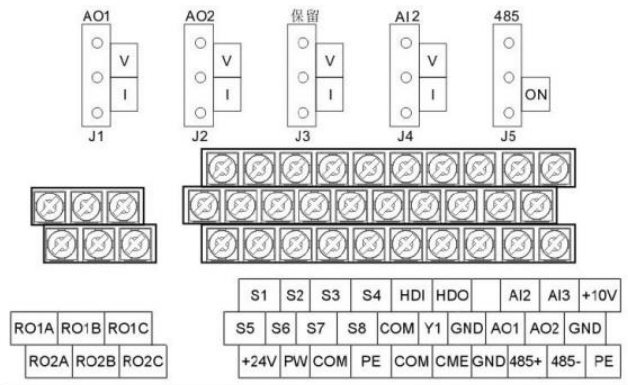 AO1 AO2 保留 AI2 485
V V V V
I I I I ON
J1 J2 J3 J4 J5
S1 S2 S3 S4 HDI HDO AI2 AI3 +10V
RO1A RO1B RO1C S5 S6 S7 S8 COM Y1 GND AO1 AO2 GND
RO2A RO2B RO2C +24V PW COM PE COM CME GND 485+ 485- PE